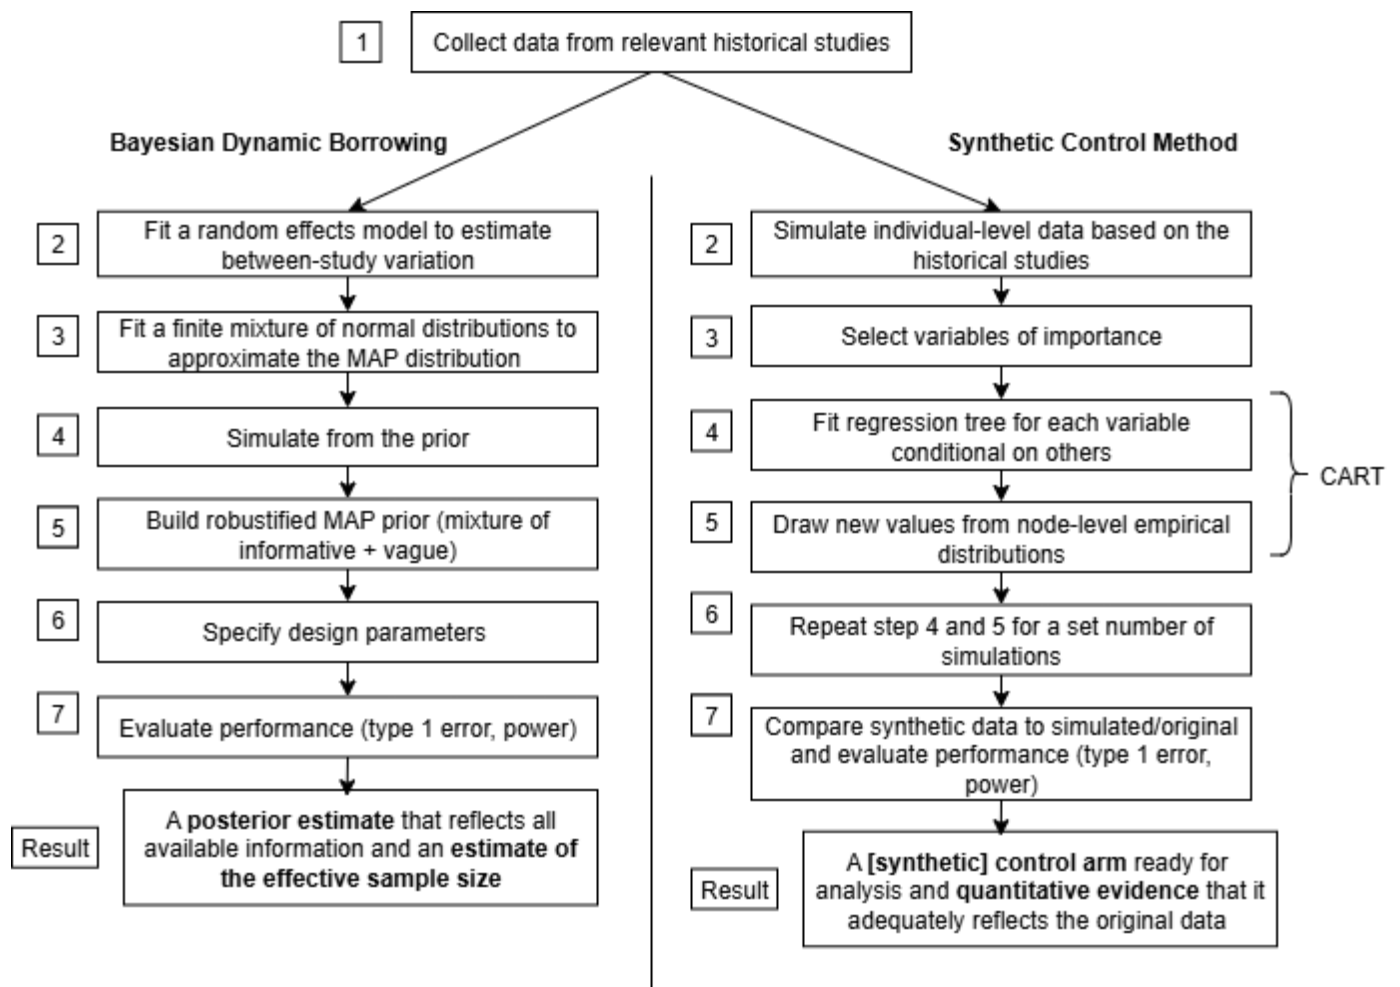 1
Collect data from relevant historical studies
Bayesian Dynamic Borrowing
2
Fit a random effects model to estimate
between-study variation
3
Fit a finite mixture of normal distributions to
approximate the MAP distribution
4
Simulate from the prior
5
Build robustified MAP prior (mixture of
informative + vague)
6
Specify design parameters
7
Evaluate performance (type 1 error, power)
Result
A posterior estimate that reflects all
available information and an estimate of
the effective sample size
Synthetic Control Method
2
Simulate individual-level data based on the
historical studies
3
Select variables of importance
4
Fit regression tree for each variable
conditional on others
5
Draw new values from node-level empirical
distributions
CART
6
Repeat step 4 and 5 for a set number of
simulations
7
Compare synthetic data to simulated/original
and evaluate performance (type 1 error,
power)
Result
A [synthetic] control arm ready for
analysis and quantitative evidence that it
adequately reflects the original data